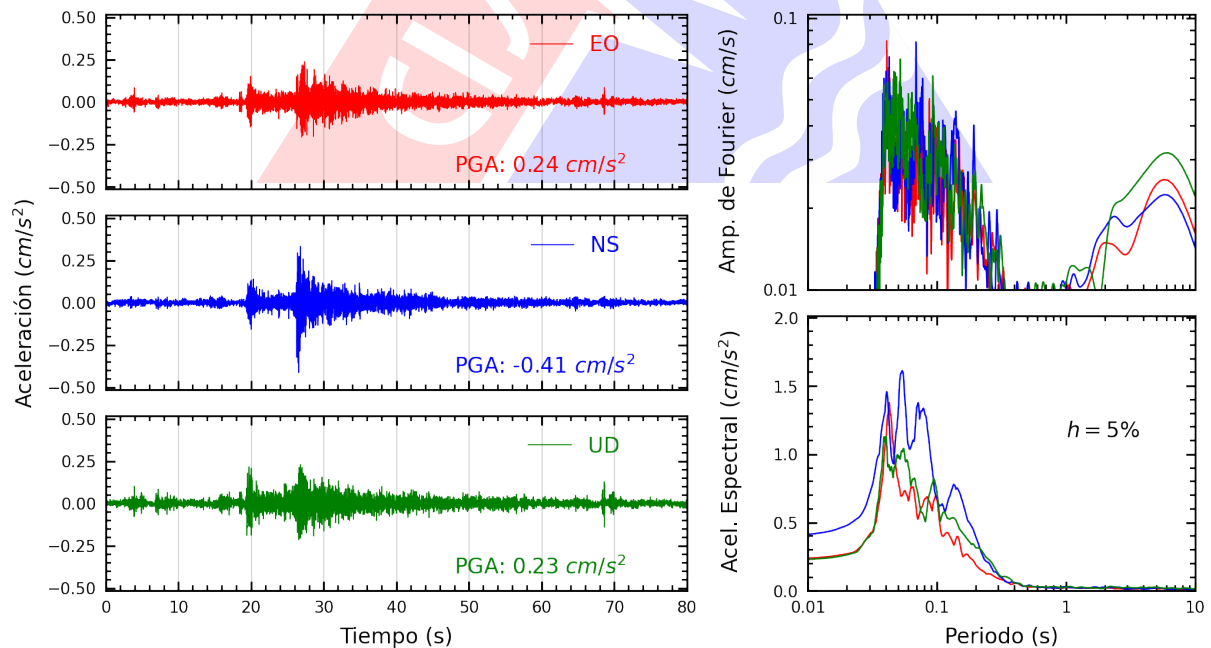 Aceleración (cm/s²)
0.50
0.25
0.00
−0.25
−0.50
EO
PGA: 0.24 cm/s²
0.50
0.25
0.00
−0.25
−0.50
NS
PGA: -0.41 cm/s²
0.50
0.25
0.00
−0.25
−0.50
UD
PGA: 0.23 cm/s²
0 10 20 30 40 50 60 70 80
Tiempo (s)
Amp. de Fourier (cm/s)
0.1
0.01
Acel. Espectral (cm/s²)
2.0
1.5
1.0
0.5
0.0
h = 5%
0.01 0.1 1 10
Periodo (s)